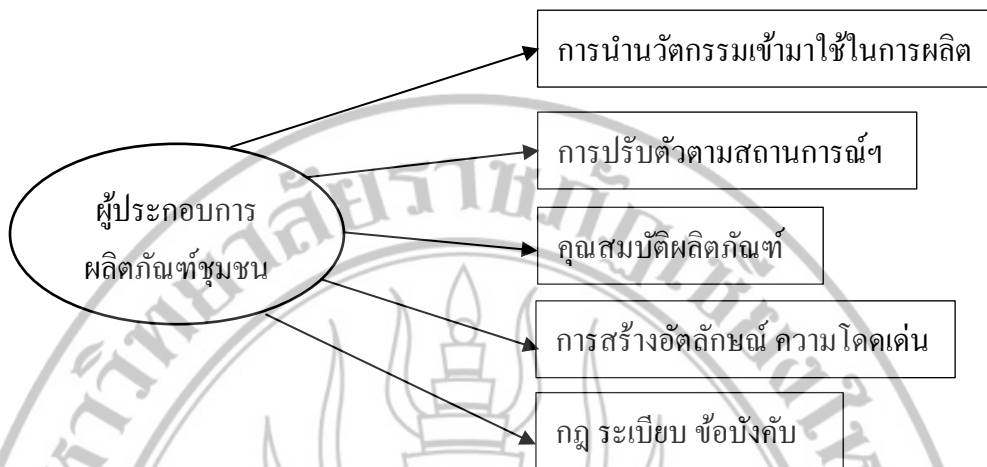 การนำนวัตกรรมเข้ามาใช้ในการผลิต
การปรับตัวตามสถานการณ์ฯ
ผู้ประกอบการ
ผลิตภัณฑ์ชุมชน
คุณสมบัติผลิตภัณฑ์
การสร้างอัตลักษณ์ ความโดดเด่น
กฎ ระเบียบ ข้อบังคับ